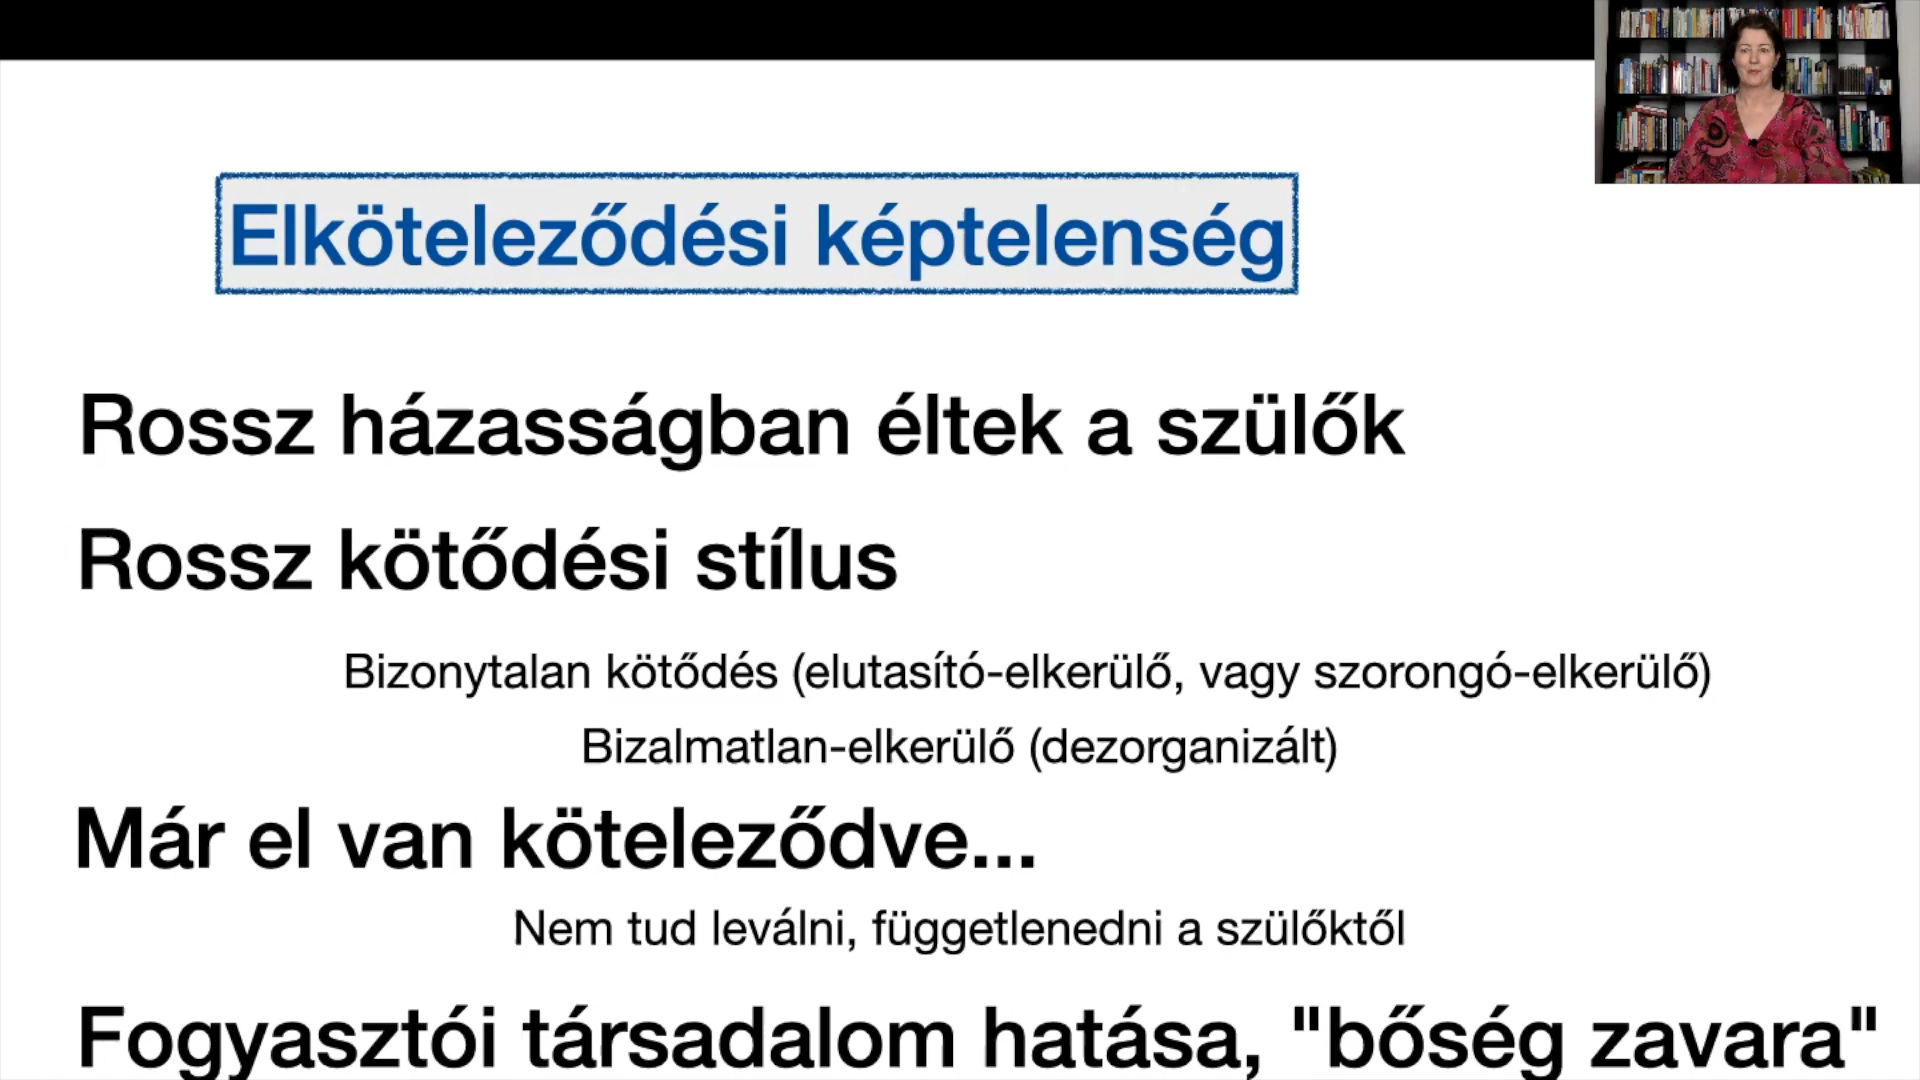 Elköteleződési képtelenség
Rossz házasságban éltek a szülők
Rossz kötődési stílus
Bizonytalan kötődés (elutasító-elkerülő, vagy szorongó-elkerülő)
Bizalmatlan-elkerülő (dezorganizált)
Már el van köteleződve...
Nem tud leválni, függetlenedni a szülőktől
Fogyasztói társadalom hatása, "bőség zavara"